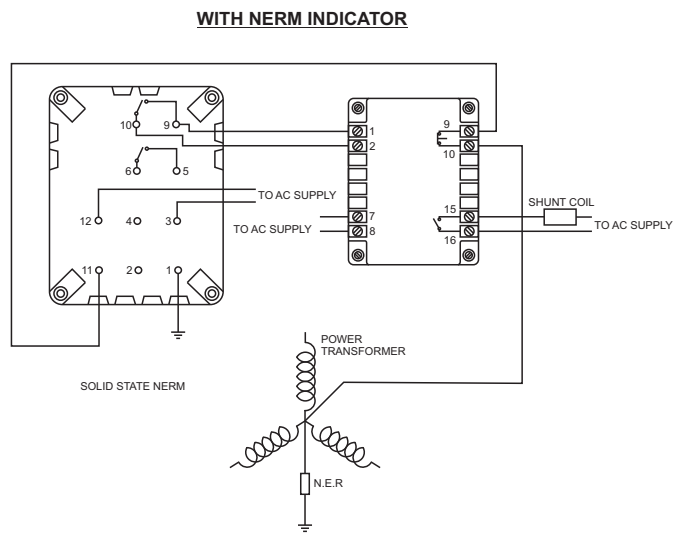 WITH NERM INDICATOR
10 9
6 5
12 4 3
11 2 1
TO AC SUPPLY
TO AC SUPPLY
1
2
7
8
9
10
15
16
SHUNT COIL
TO AC SUPPLY
SOLID STATE NERM
POWER
TRANSFORMER
N.E.R